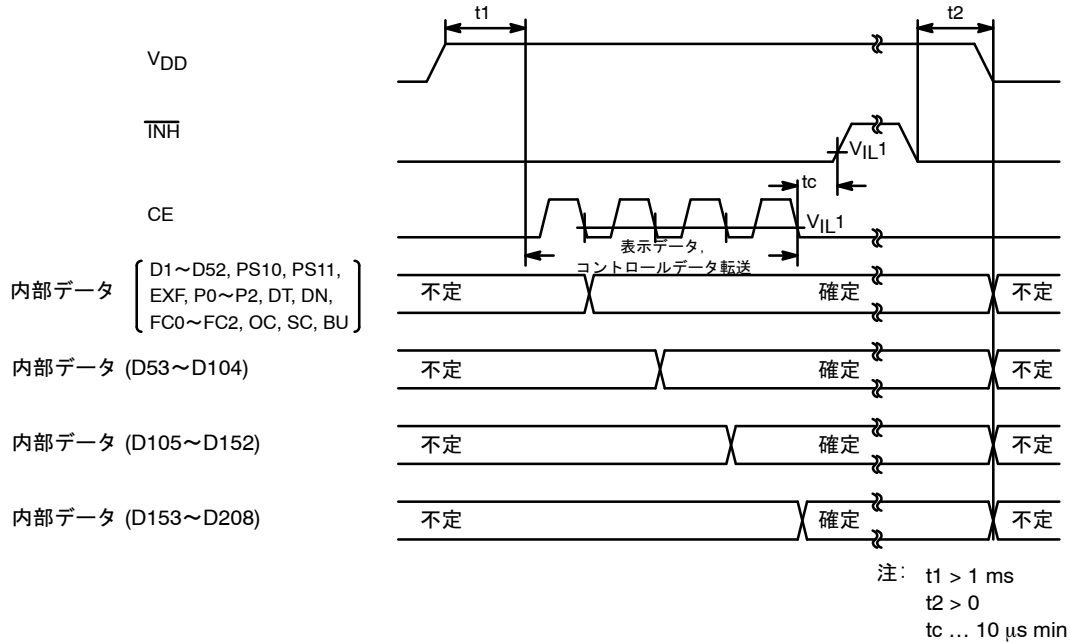 t1
t2
VDD
INH
VIL1
tc
CE
VIL1
表示データ,
コントロールデータ転送
内部データ
D1～D52, PS10, PS11,
EXF, P0～P2, DT, DN,
FC0～FC2, OC, SC, BU
不定
確定
不定
内部データ (D53～D104)
不定
確定
不定
内部データ (D105～D152)
不定
確定
不定
内部データ (D153～D208)
不定
確定
不定
注: t1 > 1 ms
t2 > 0
tc … 10 μs min